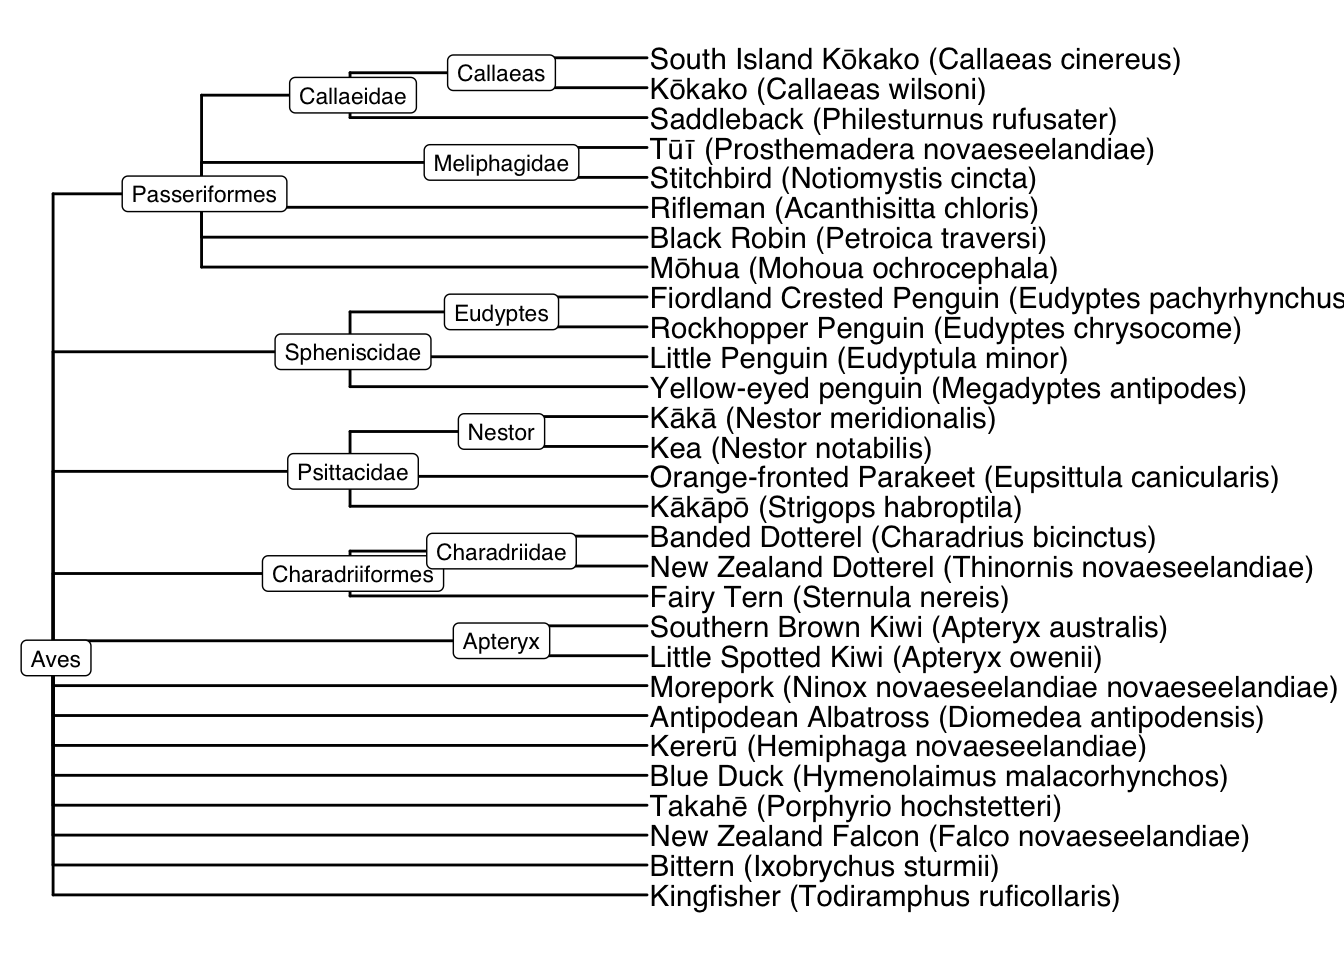 South Island Kōkako (Callaeas cinereus)
Callaeas
Kōkako (Callaeas wilsoni)
Callaeidae
Saddleback (Philesturnus rufusater)
Tūī (Prosthemadera novaeseelandiae)
Meliphagidae
Stitchbird (Notiomystis cincta)
Passeriformes
Rifleman (Acanthisitta chloris)
Black Robin (Petroica traversi)
Mōhua (Mohoua ochrocephala)
Fiordland Crested Penguin (Eudyptes pachyrhynchus
Eudyptes
Rockhopper Penguin (Eudyptes chrysocome)
Spheniscidae
Little Penguin (Eudyptula minor)
Yellow-eyed penguin (Megadyptes antipodes)
Kākā (Nestor meridionalis)
Nestor
Kea (Nestor notabilis)
Psittacidae
Orange-fronted Parakeet (Eupsittula canicularis)
Kākāpō (Strigops habroptila)
Banded Dotterel (Charadrius bicinctus)
Charadriidae
New Zealand Dotterel (Thinornis novaeseelandiae)
Charadriiformes
Fairy Tern (Sternula nereis)
Southern Brown Kiwi (Apteryx australis)
Apteryx
Little Spotted Kiwi (Apteryx owenii)
Aves
Morepork (Ninox novaeseelandiae novaeseelandiae)
Antipodean Albatross (Diomedea antipodensis)
Kererū (Hemiphaga novaeseelandiae)
Blue Duck (Hymenolaimus malacorhynchos)
Takahē (Porphyrio hochstetteri)
New Zealand Falcon (Falco novaeseelandiae)
Bittern (Ixobrychus sturmii)
Kingfisher (Todiramphus ruficollaris)